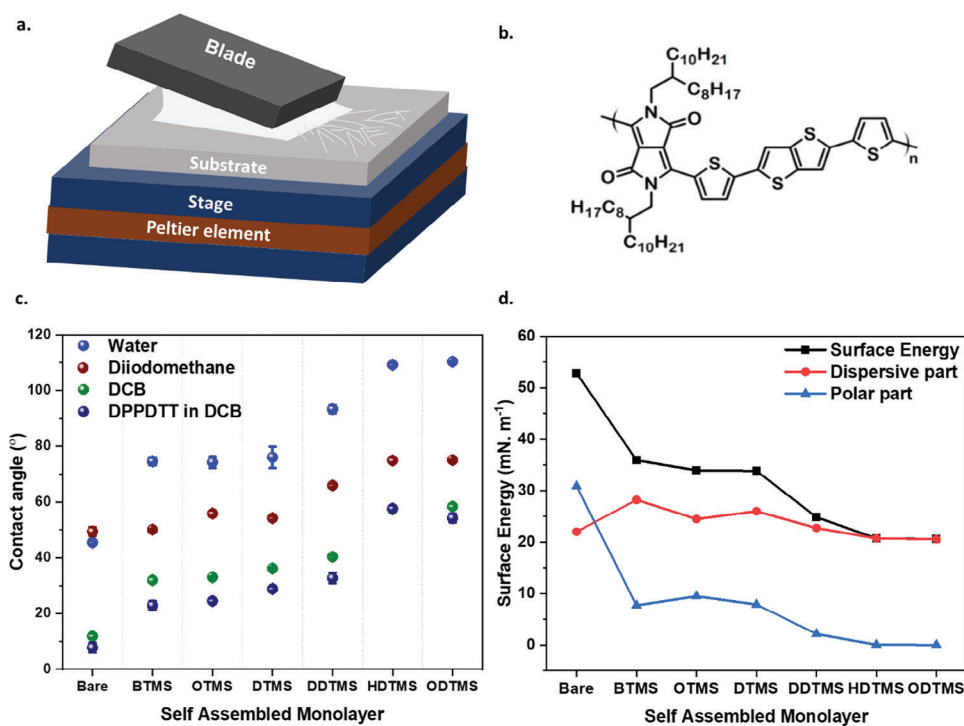 a.
Blade
Substrate
Stage
Peltier element
b.
C10H21
C8H17
N
O
S
S
S
S
n
O
N
H17C8
C10H21
c.
Water
Diiodomethane
DCB
DPPDTT in DCB
Contact angle (°)
120
100
80
60
40
20
0
Bare BTMS OTMS DTMS DDTMS HDTMS ODTMS
Self Assembled Monolayer
d.
Surface Energy
Dispersive part
Polar part
Surface Energy (mN. m-1)
60
50
40
30
20
10
0
Bare BTMS OTMS DTMS DDTMS HDTMS ODTMS
Self Assembled Monolayer